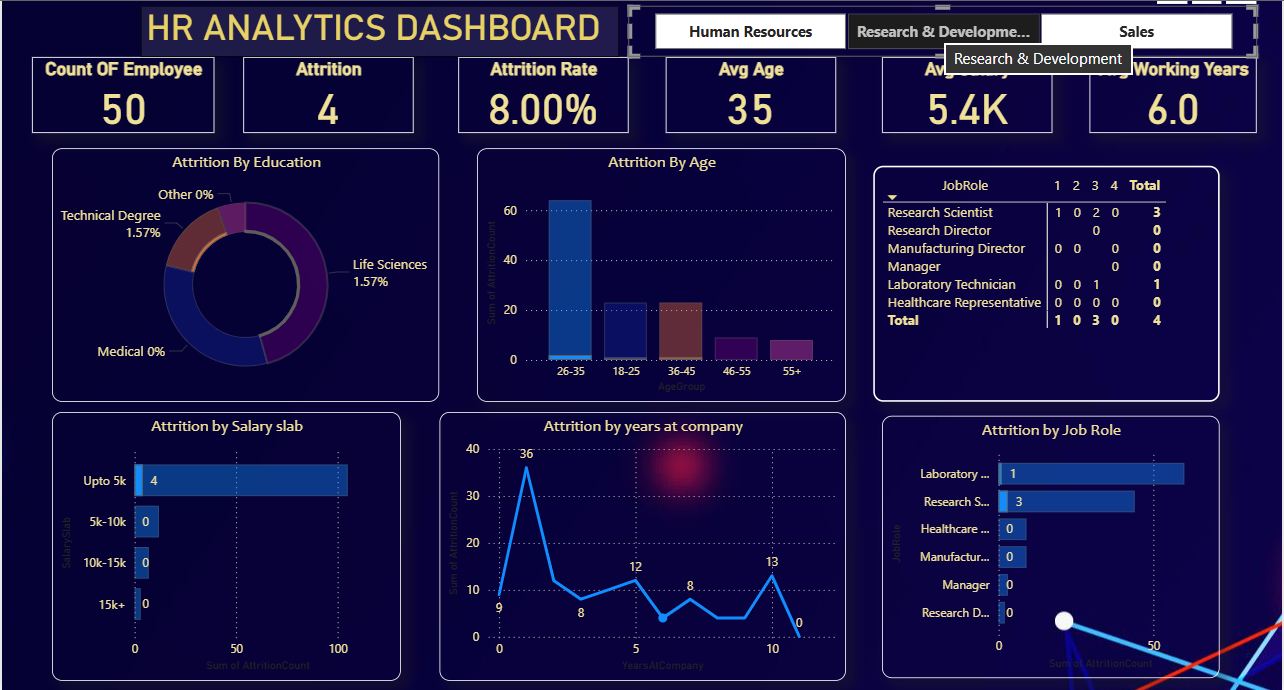 HR ANALYTICS DASHBOARD
Human Resources
Research & Developme...
Sales
Research & Development
Count OF Employee
50
Attrition
4
Attrition Rate
8.00%
Avg Age
35
5.4K
Working Years
6.0
Attrition By Education
Other 0%
Technical Degree
1.57%
Life Sciences
1.57%
Medical 0%
Attrition By Age
Sum of AttritionCount
60
40
20
0
26-35 18-25 36-45 46-55 55+
AgeGroup
JobRole 1 2 3 4 Total
Research Scientist 1 0 2 0 3
Research Director 0 0
Manufacturing Director 0 0 0 0
Manager 0 0
Laboratory Technician 0 0 1 1
Healthcare Representative 0 0 0 0 0
Total 1 0 3 0 4
Attrition by Salary slab
SalarySlab
Upto 5k 4
5k-10k 0
10k-15k 0
15k+ 0
0 50 100
Sum of AttritionCount
Attrition by years at company
Sum of AttritionCount
40
30
20
10
0
9
36
8
12
8
13
0
0 5 10
YearsAtCompany
Attrition by Job Role
JobRole
Laboratory ... 1
Research S... 3
Healthcare ... 0
Manufactur... 0
Manager 0
Research D... 0
0 50
Sum of AttritionCount